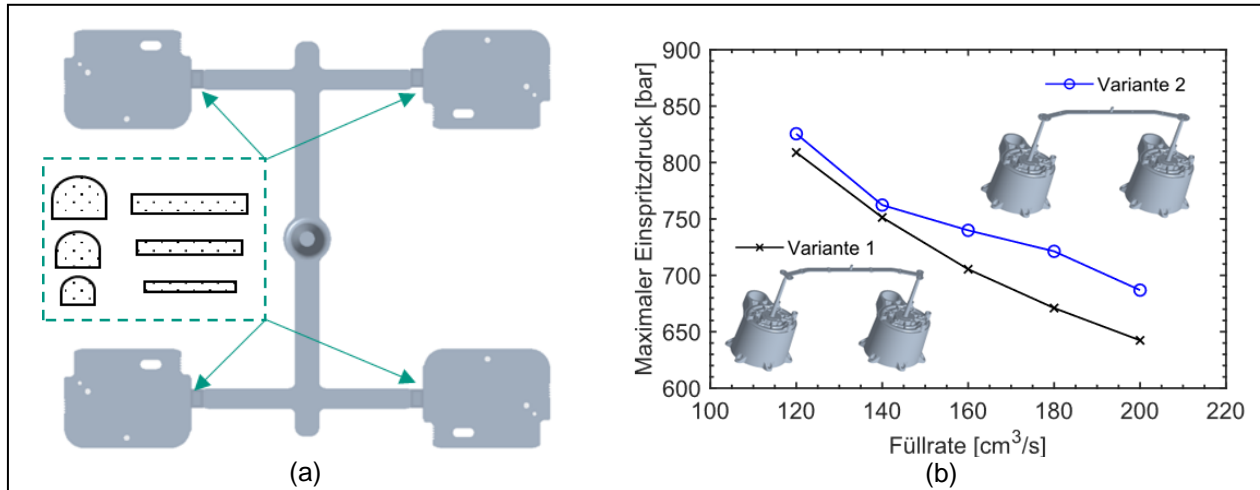 (a)
Maximaler Einspritzdruck [bar]
900
850
800
750
700
650
600
Variante 2
Variante 1
100 120 140 160 180 200 220
Füllrate [cm³/s]
(b)